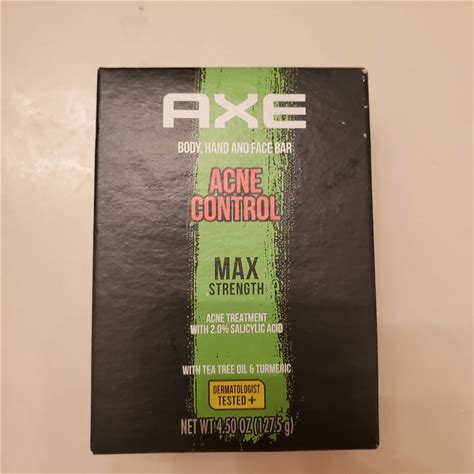 AXE
BODY, HAND AND FACE BAR
ACNE
CONTROL
MAX
STRENGTH
ACNE TREATMENT
WITH 2.0% SALICYLIC ACID
WITH TEA TREE OIL & TURMERIC
DERMATOLOGIST
TESTED +
NET WT 4.50 OZ (127.5 g)